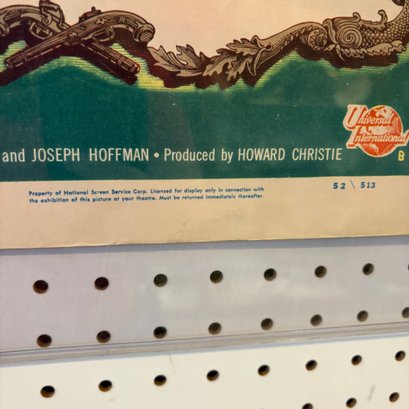 Universal
International
and JOSEPH HOFFMAN • Produced by HOWARD CHRISTIE
B
Property of National Screen Service Corp. Licensed for display only in connection with
the exhibition of this picture at your theatre. Must be returned immediately thereafter.
52 \ 513